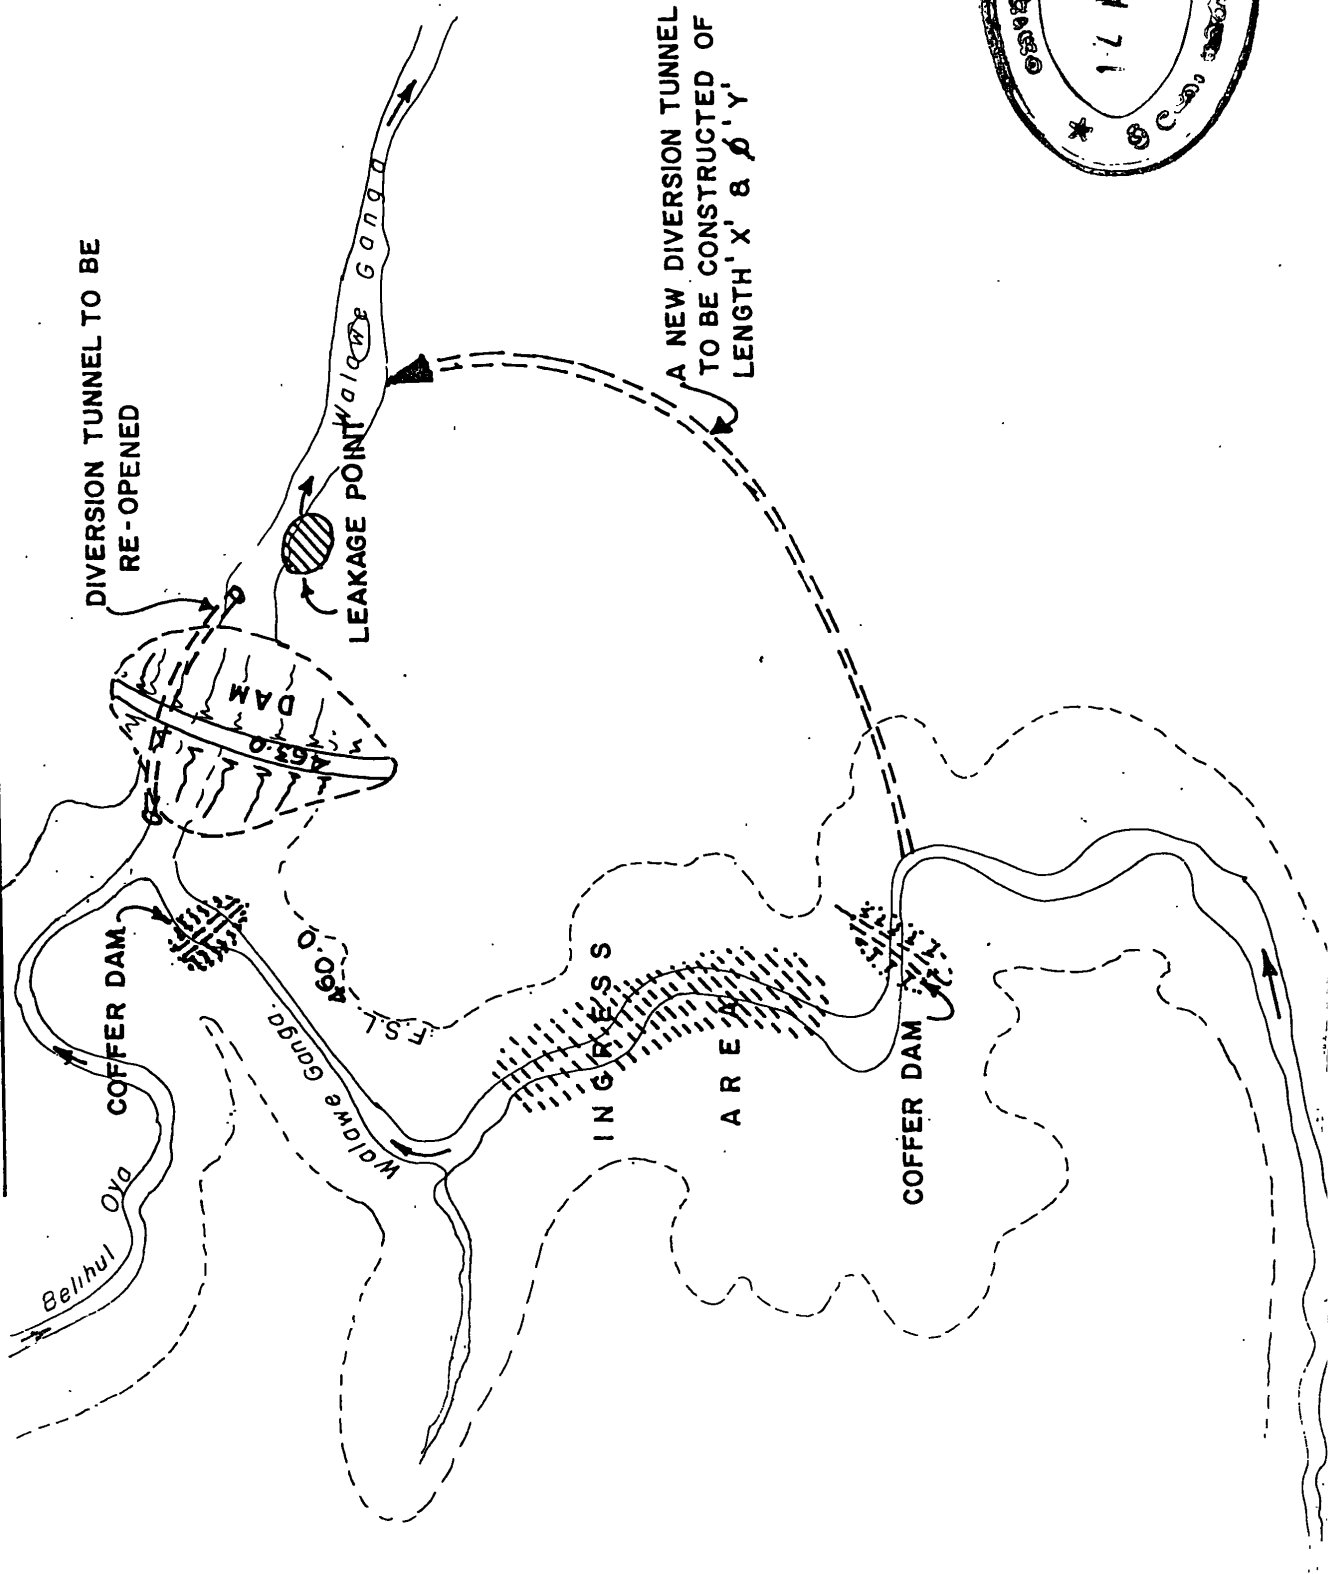 DIVERSION TUNNEL TO BE
RE-OPENED
Walawe Ganga
LEAKAGE POINT
A NEW DIVERSION TUNNEL
TO BE CONSTRUCTED OF
LENGTH 'X' & ø 'Y'
DAM
463.0
COFFER DAM
F.S.L 460.0
Belihul Oya
Walawe Ganga.
INGRESS
AREA
COFFER DAM